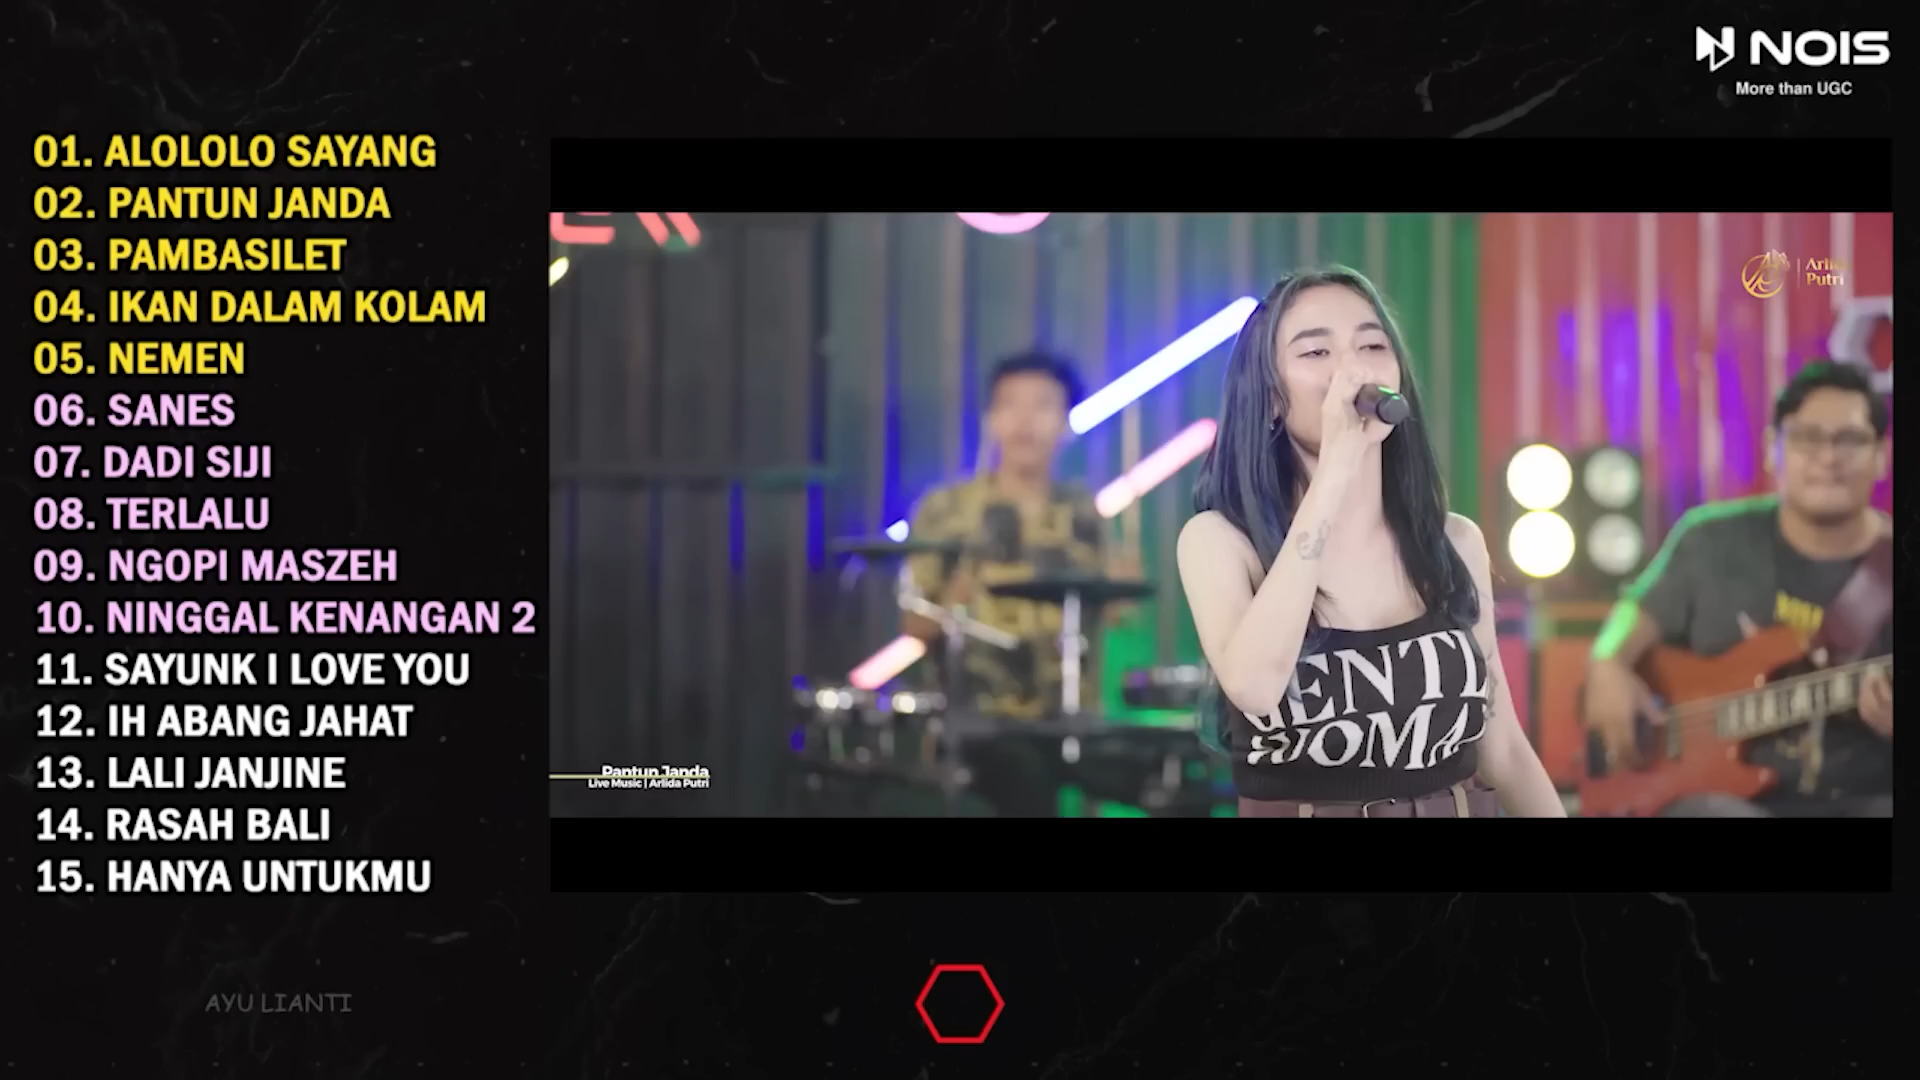 NOIS
More than UGC
01. ALOLOLO SAYANG
02. PANTUN JANDA
03. PAMBASILET
04. IKAN DALAM KOLAM
05. NEMEN
06. SANES
07. DADI SIJI
08. TERLALU
09. NGOPI MASZEH
10. NINGGAL KENANGAN 2
11. SAYUNK I LOVE YOU
12. IH ABANG JAHAT
13. LALI JANJINE
14. RASAH BALI
15. HANYA UNTUKMU
Putri
ENTL
WOMA
Pantun Janda
Live Music | Arlida Putri
AYU LIANTI